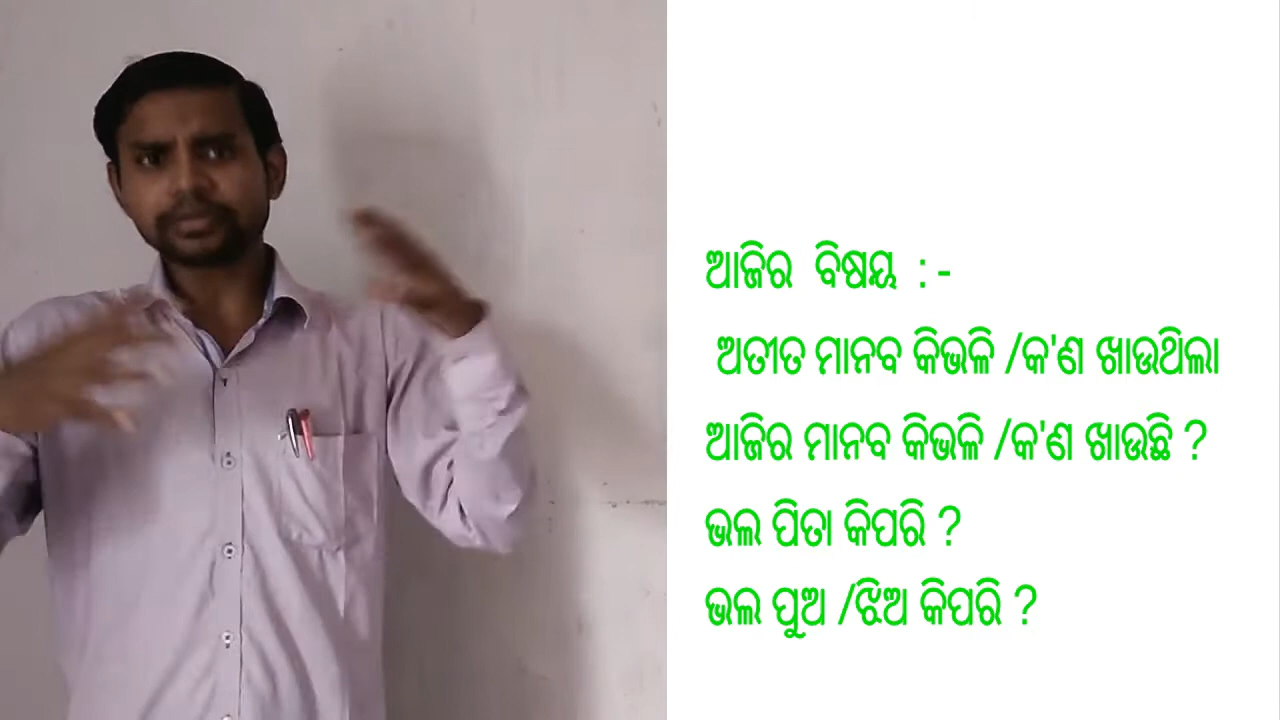 ଆଜିର ବିଷୟ :-
ଅତୀତ ମାନବ କିଭଳି /କ'ଣ ଖାଉଥିଲା
ଆଜିର ମାନବ କିଭଳି /କ'ଣ ଖାଉଛି ?
ଭଲ ପିତା କିପରି ?
ଭଲ ପୁଅ /ଝିଅ କିପରି ?